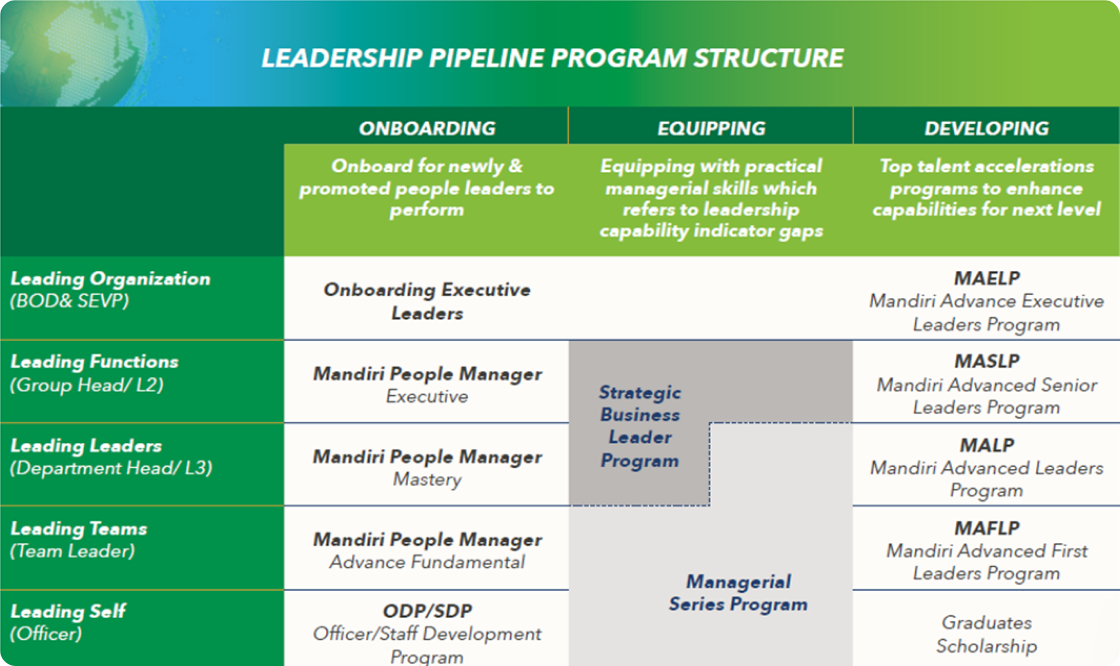 LEADERSHIP PIPELINE PROGRAM STRUCTURE
ONBOARDING
EQUIPPING
DEVELOPING
Onboard for newly &
promoted people leaders to
perform
Equipping with practical
managerial skills which
refers to leadership
capability indicator gaps
Top talent accelerations
programs to enhance
capabilities for next level
Leading Organization
(BOD& SEVP)
Onboarding Executive
Leaders
MAELP
Mandiri Advance Executive
Leaders Program
Leading Functions
(Group Head/ L2)
Mandiri People Manager
Executive
Strategic
Business
Leader
Program
MASLP
Mandiri Advanced Senior
Leaders Program
Leading Leaders
(Department Head/ L3)
Mandiri People Manager
Mastery
MALP
Mandiri Advanced Leaders
Program
Leading Teams
(Team Leader)
Mandiri People Manager
Advance Fundamental
Managerial
Series Program
MAFLP
Mandiri Advanced First
Leaders Program
Leading Self
(Officer)
ODP/SDP
Officer/Staff Development
Program
Graduates
Scholarship